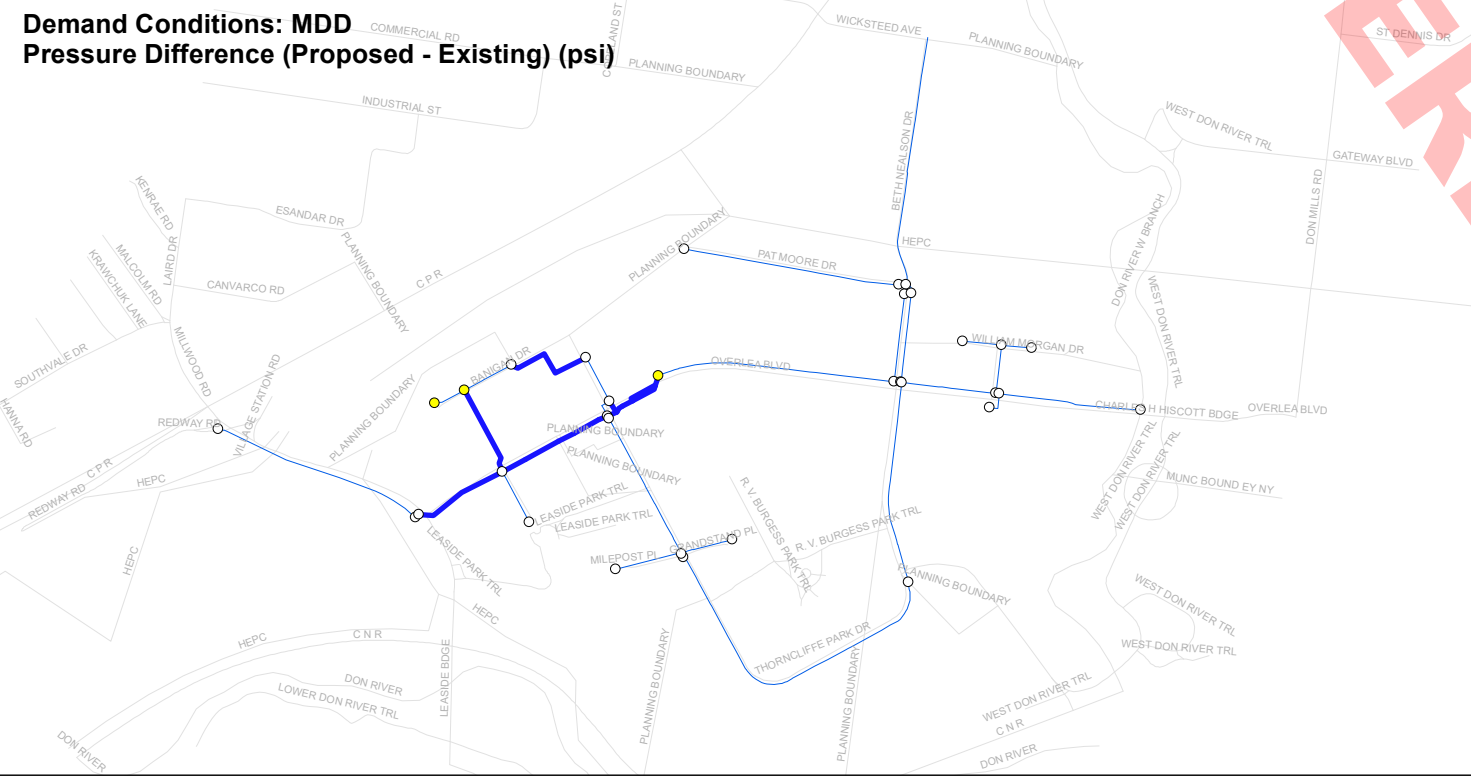 Demand Conditions: MDD
Pressure Difference (Proposed - Existing) (psi)
COMMERCIAL RD
WICKSTEED AVE
PLANNING BOUNDARY
ST DENNIS DR
PLANNING BOUNDARY
INDUSTRIAL ST
WEST DON RIVER TRL
GATEWAY BLVD
BETH NEALSON DR
DON MILLS RD
KENRAE RD
ESANDAR DR
LAIRD DR
PLANNING BOUNDARY
PLANNING BOUNDARY
HEPC
DON RIVER W BRANCH
MALCOLM RD
KRAWCHUK LANE
CANVARCO RD
C P R
PAT MOORE DR
WEST DON RIVER TRL
SOUTHVALE DR
MILLWOOD RD
BANIGAN DR
OVERLEA BLVD
WILLIAM MORGAN DR
VILLAGE STATION RD
PLANNING BOUNDARY
HANNA RD
REDWAY RD
PLANNING BOUNDARY
CHARLES H HISCOTT BDGE
OVERLEA BLVD
C P R
HEPC
REDWAY RD
PLANNING BOUNDARY
WEST DON RIVER TRL
WEST DON RIVER TRL
MUNC BOUND EY NY
R. V. BURGESS PARK TRL
LEASIDE PARK TRL
LEASIDE PARK TRL
R. V. BURGESS PARK TRL
GRANDSTAND PL
MILEPOST PL
HEPC
LEASIDE PARK TRL
PLANNING BOUNDARY
WEST DON RIVER TRL
HEPC
HEPC
C N R
LEASIDE BDGE
PLANNING BOUNDARY
THORNCLIFFE PARK DR
PLANNING BOUNDARY
WEST DON RIVER TRL
DON RIVER
LOWER DON RIVER TRL
WEST DON RIVER TRL
C N R
DON RIVER
DON RIVER